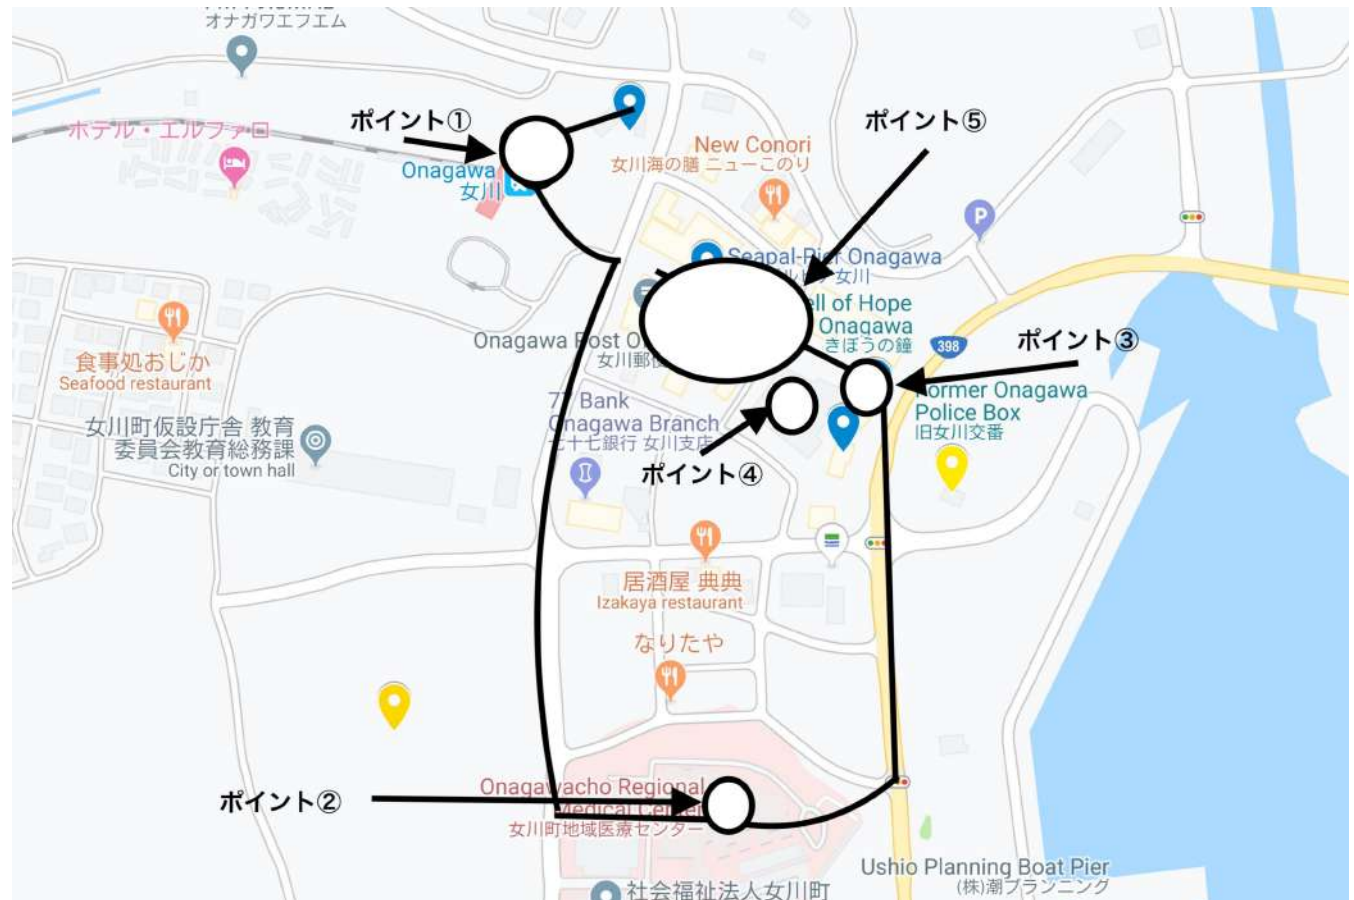 オナガワエフエム
ポイント①
ポイント⑤
ホテル・エルファロ
New Conori
女川海の膳 ニューこのり
Onagawa
女川
P
Seapal-Pier Onagawa
女川
ell of Hope
Onagawa
きぼうの鐘
398
ポイント③
Onagawa Post O
女川郵便
食事処おじか
Seafood restaurant
Former Onagawa
Police Box
旧女川交番
Bank
Onagawa Branch
七十七銀行 女川支店
女川町仮設庁舎 教育
委員会教育総務課
City or town hall
ポイント④
居酒屋 典典
Izakaya restaurant
なりたや
ポイント②
Onagawacho Regional
Medical Center
女川町地域医療センター
Ushio Planning Boat Pier
(株)潮プランニング
社会福祉法人女川町